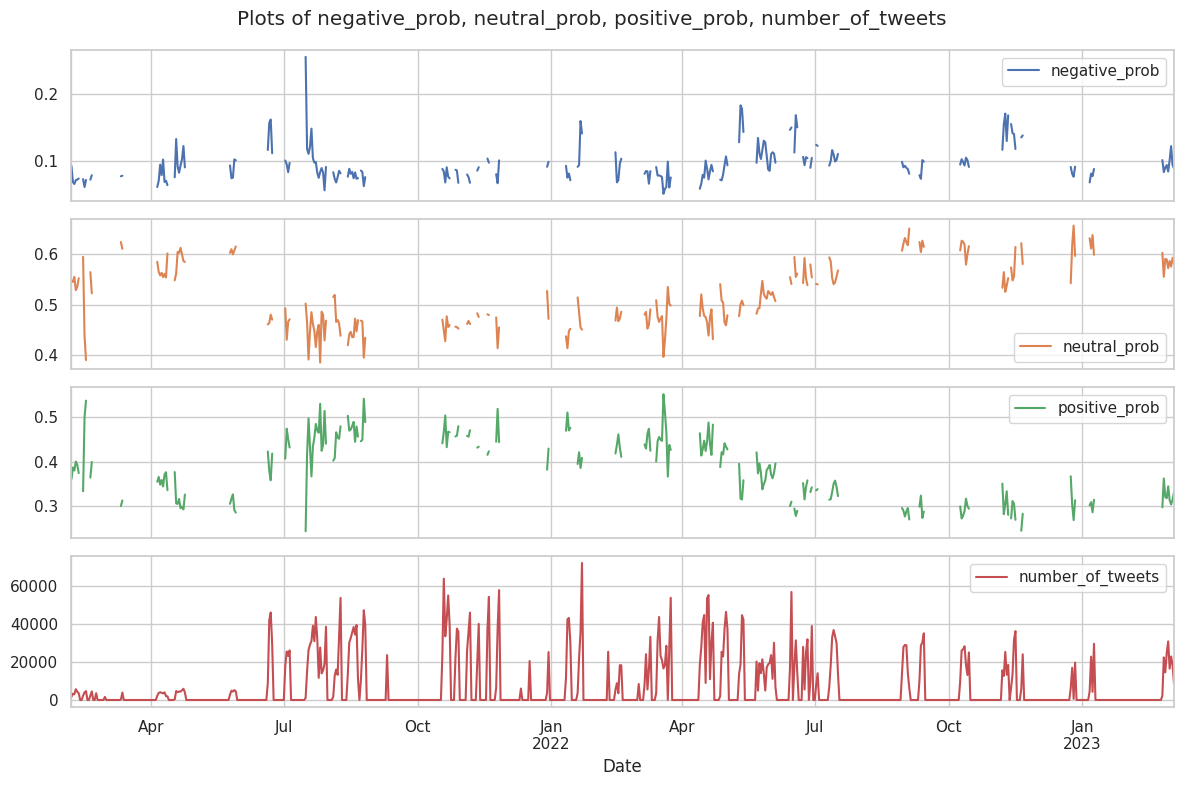 Plots of negative_prob, neutral_prob, positive_prob, number_of_tweets
negative_prob
0.2
0.1
0.6
0.5
0.4
neutral_prob
positive_prob
0.5
0.4
0.3
number_of_tweets
60000
40000
20000
0
Apr Jul Oct Jan Apr Jul Oct Jan
2022 2023
Date